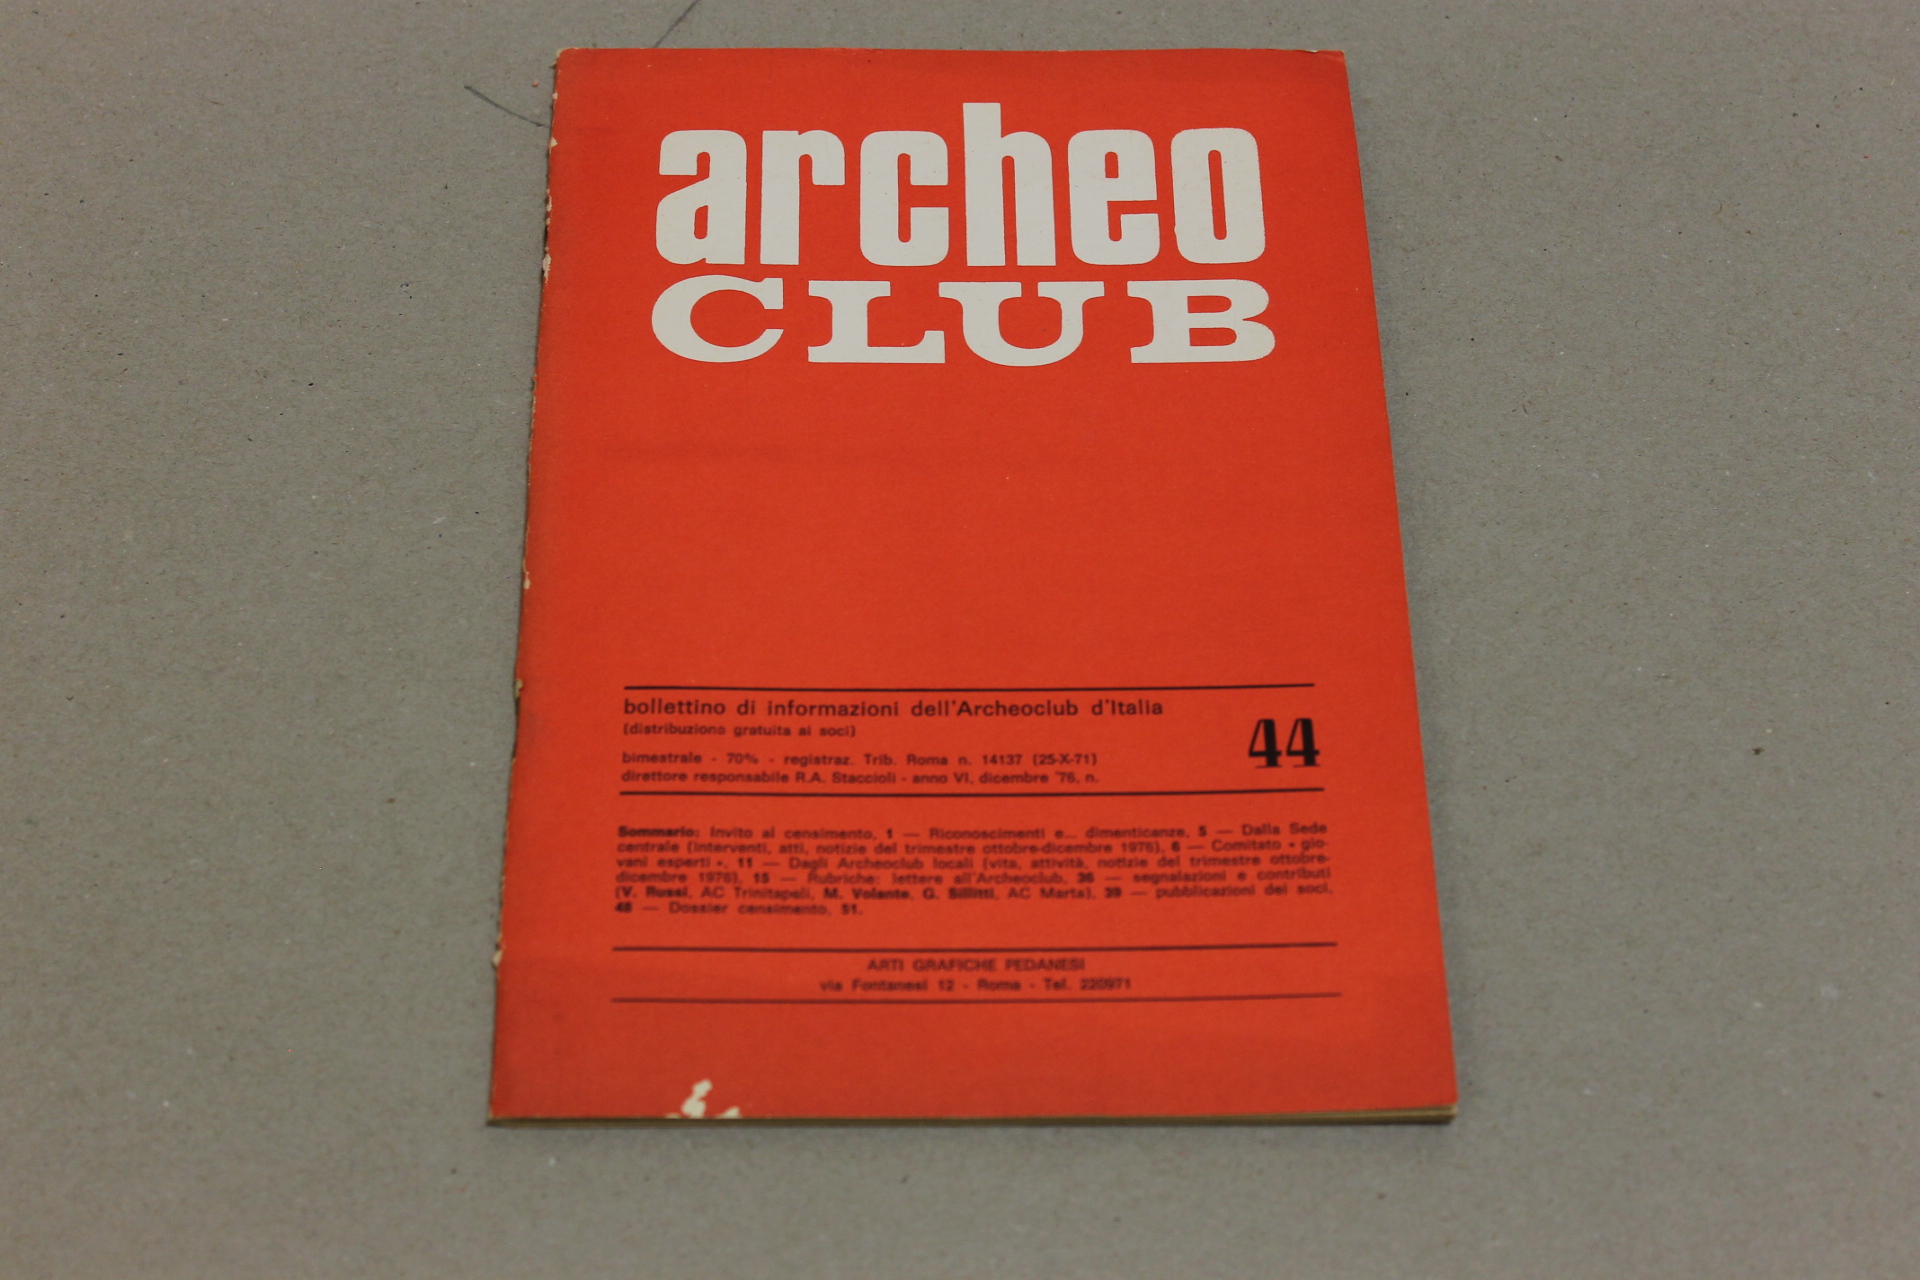 archeo
CLUB
bollettino di informazioni dell'Archeoclub d'Italia
(distribuzione gratuita ai soci)
bimestrale - 70% - registraz. Trib. Roma n. 14137 (25-X-71)
direttore responsabile R.A. Staccioli - anno VI, dicembre '76, n.
44
Sommario: Invito al censimento, 1 — Riconoscimenti e... dimenticanze, 5 — Dalla Sede
centrale (interventi, atti, notizie del trimestre ottobre-dicembre 1976), 6 — Comitato « gio-
vani esperti », 11 — Dagli Archeoclub locali (vita, attività, notizie del trimestre ottobre-
dicembre 1976), 15 — Rubriche: lettere all'Archeoclub, 36 — segnalazioni e contributi
(V. Russi, AC Trinitapoli, M. Volante, G. Sillitti, AC Marta), 39 — pubblicazioni dei soci,
48 — Dossier censimento, 51.
ARTI GRAFICHE PEDANESI
via Fontanesi 12 - Roma - Tel. 220971